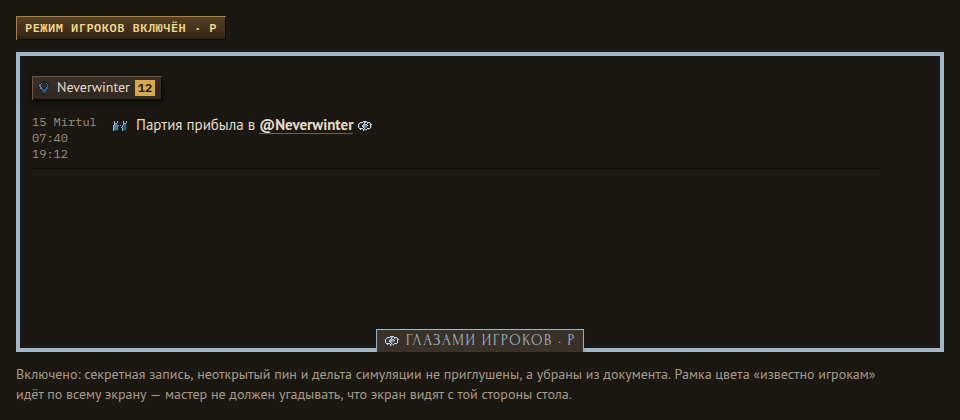 РЕЖИМ ИГРОКОВ ВКЛЮЧЁН · P
Neverwinter 12
15 Mirtul
07:40
19:12
Партия прибыла в @Neverwinter
ГЛАЗАМИ ИГРОКОВ · P
Включено: секретная запись, неоткрытый пин и дельта симуляции не приглушены, а убраны из документа. Рамка цвета «известно игрокам»
идёт по всему экрану — мастер не должен угадывать, что экран видят с той стороны стола.